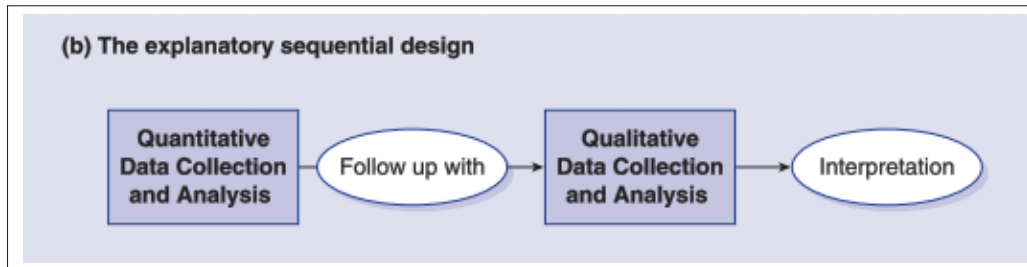 (b) The explanatory sequential design
Quantitative
Data Collection
and Analysis
Follow up with
Qualitative
Data Collection
and Analysis
Interpretation